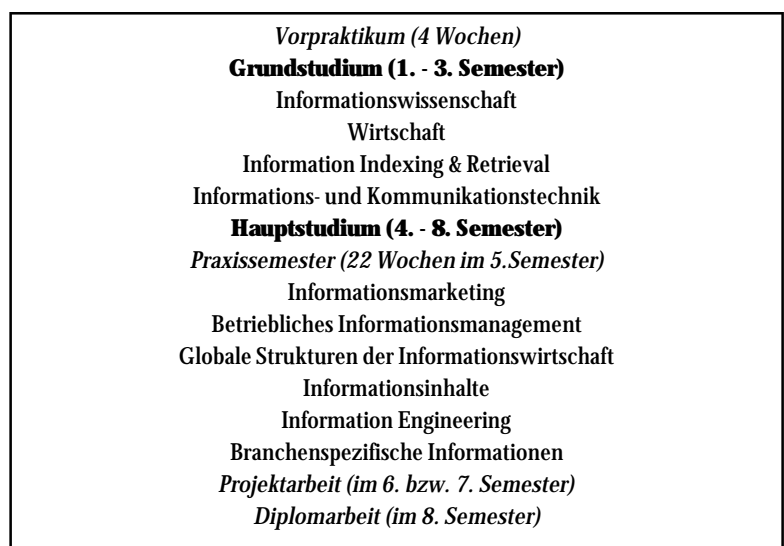 Vorpraktikum (4 Wochen)
Grundstudium (1. - 3. Semester)
Informationswissenschaft
Wirtschaft
Information Indexing & Retrieval
Informations- und Kommunikationstechnik
Hauptstudium (4. - 8. Semester)
Praxissemester (22 Wochen im 5.Semester)
Informationsmarketing
Betriebliches Informationsmanagement
Globale Strukturen der Informationswirtschaft
Informationsinhalte
Information Engineering
Branchenspezifische Informationen
Projektarbeit (im 6. bzw. 7. Semester)
Diplomarbeit (im 8. Semester)